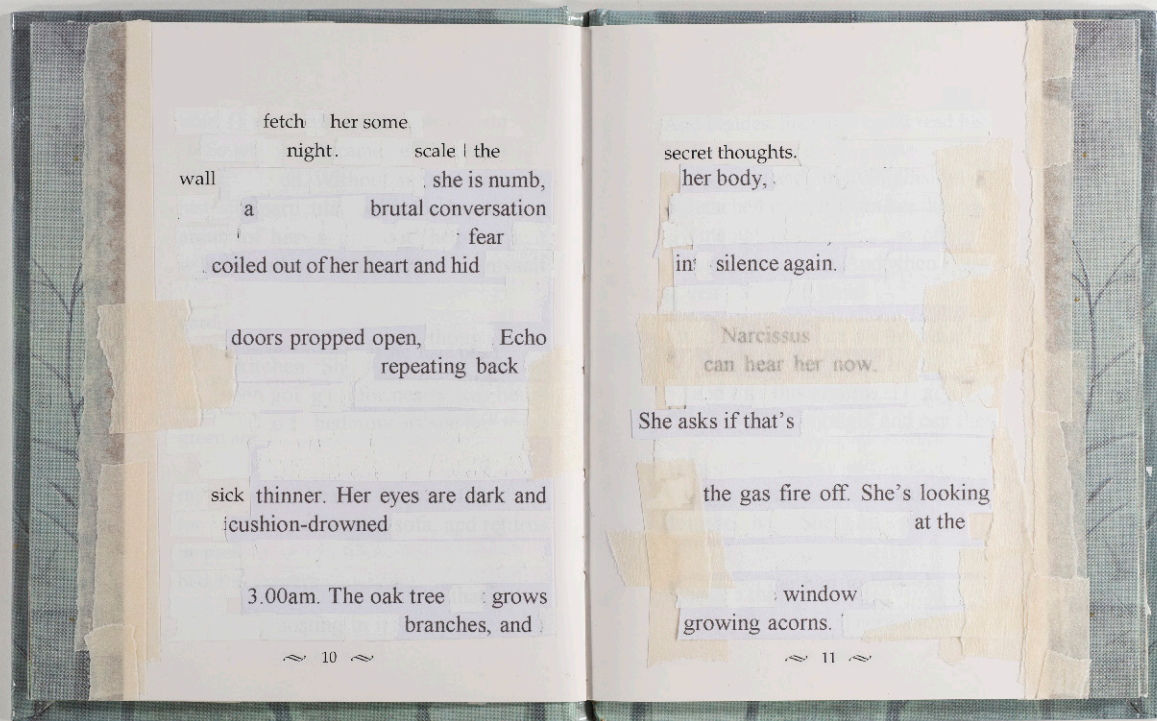 fetch her some
night. scale the
wall she is numb,
a brutal conversation
fear
coiled out of her heart and hid
doors propped open, Echo
repeating back
sick thinner. Her eyes are dark and
cushion-drowned
3.00am. The oak tree grows
branches, and
10
secret thoughts.
her body,
in silence again.
Narcissus
can hear her now.
She asks if that's
the gas fire off. She's looking
at the
window
growing acorns.
11